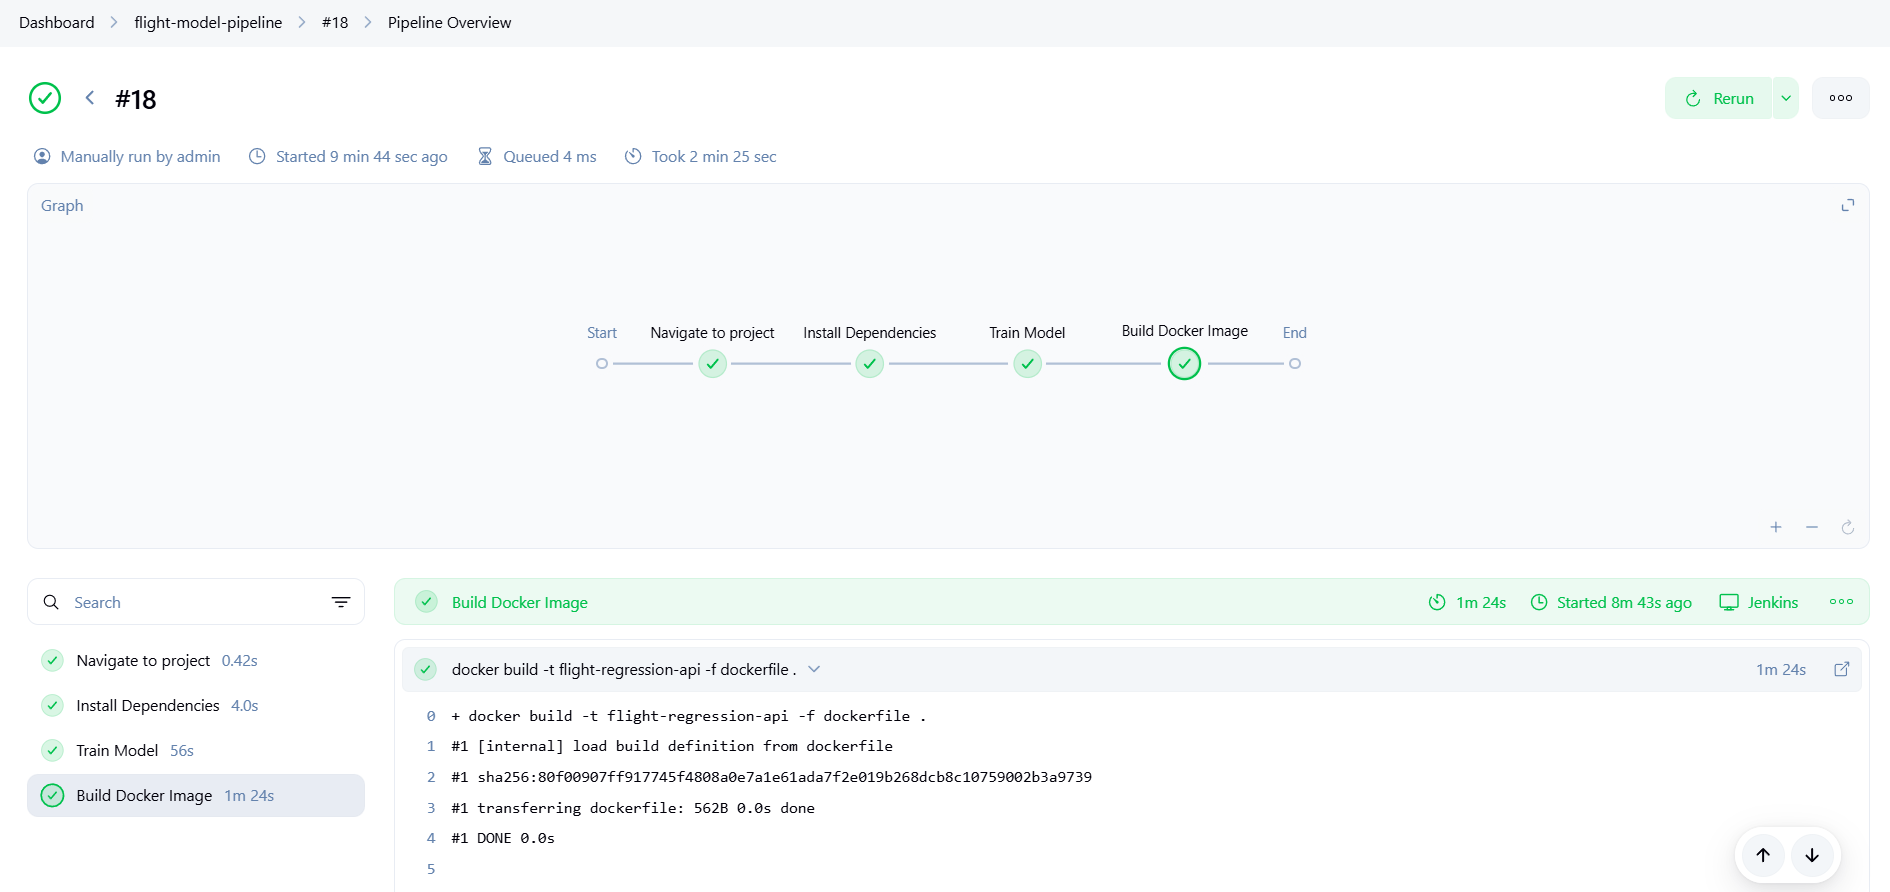 Dashboard > flight-model-pipeline > #18 > Pipeline Overview
#18
Rerun
Manually run by admin Started 9 min 44 sec ago Queued 4 ms Took 2 min 25 sec
Graph
Start Navigate to project Install Dependencies Train Model Build Docker Image End
Search
Navigate to project 0.42s
Install Dependencies 4.0s
Train Model 56s
Build Docker Image 1m 24s
Build Docker Image 1m 24s Started 8m 43s ago Jenkins
docker build -t flight-regression-api -f dockerfile . 1m 24s
0 + docker build -t flight-regression-api -f dockerfile .
1 #1 [internal] load build definition from dockerfile
2 #1 sha256:80f00907ff917745f4808a0e7a1e61ada7f2e019b268dcb8c10759002b3a9739
3 #1 transferring dockerfile: 562B 0.0s done
4 #1 DONE 0.0s
5